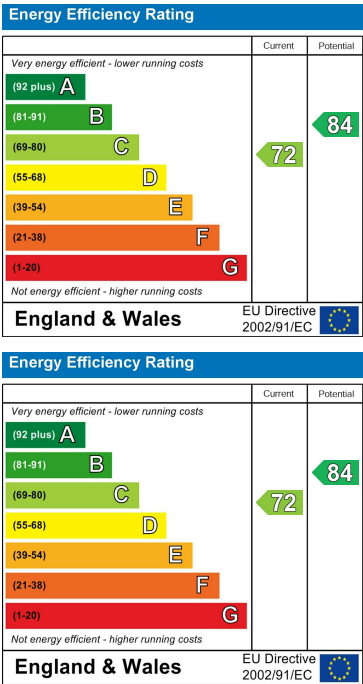 Energy Efficiency Rating
Current Potential
Very energy efficient - lower running costs
(92 plus) A
(81-91) B
84
(69-80) C
72
(55-68) D
(39-54) E
(21-38) F
(1-20) G
Not energy efficient - higher running costs
England & Wales
EU Directive
2002/91/EC
Energy Efficiency Rating
Current Potential
Very energy efficient - lower running costs
(92 plus) A
(81-91) B
84
(69-80) C
72
(55-68) D
(39-54) E
(21-38) F
(1-20) G
Not energy efficient - higher running costs
England & Wales
EU Directive
2002/91/EC